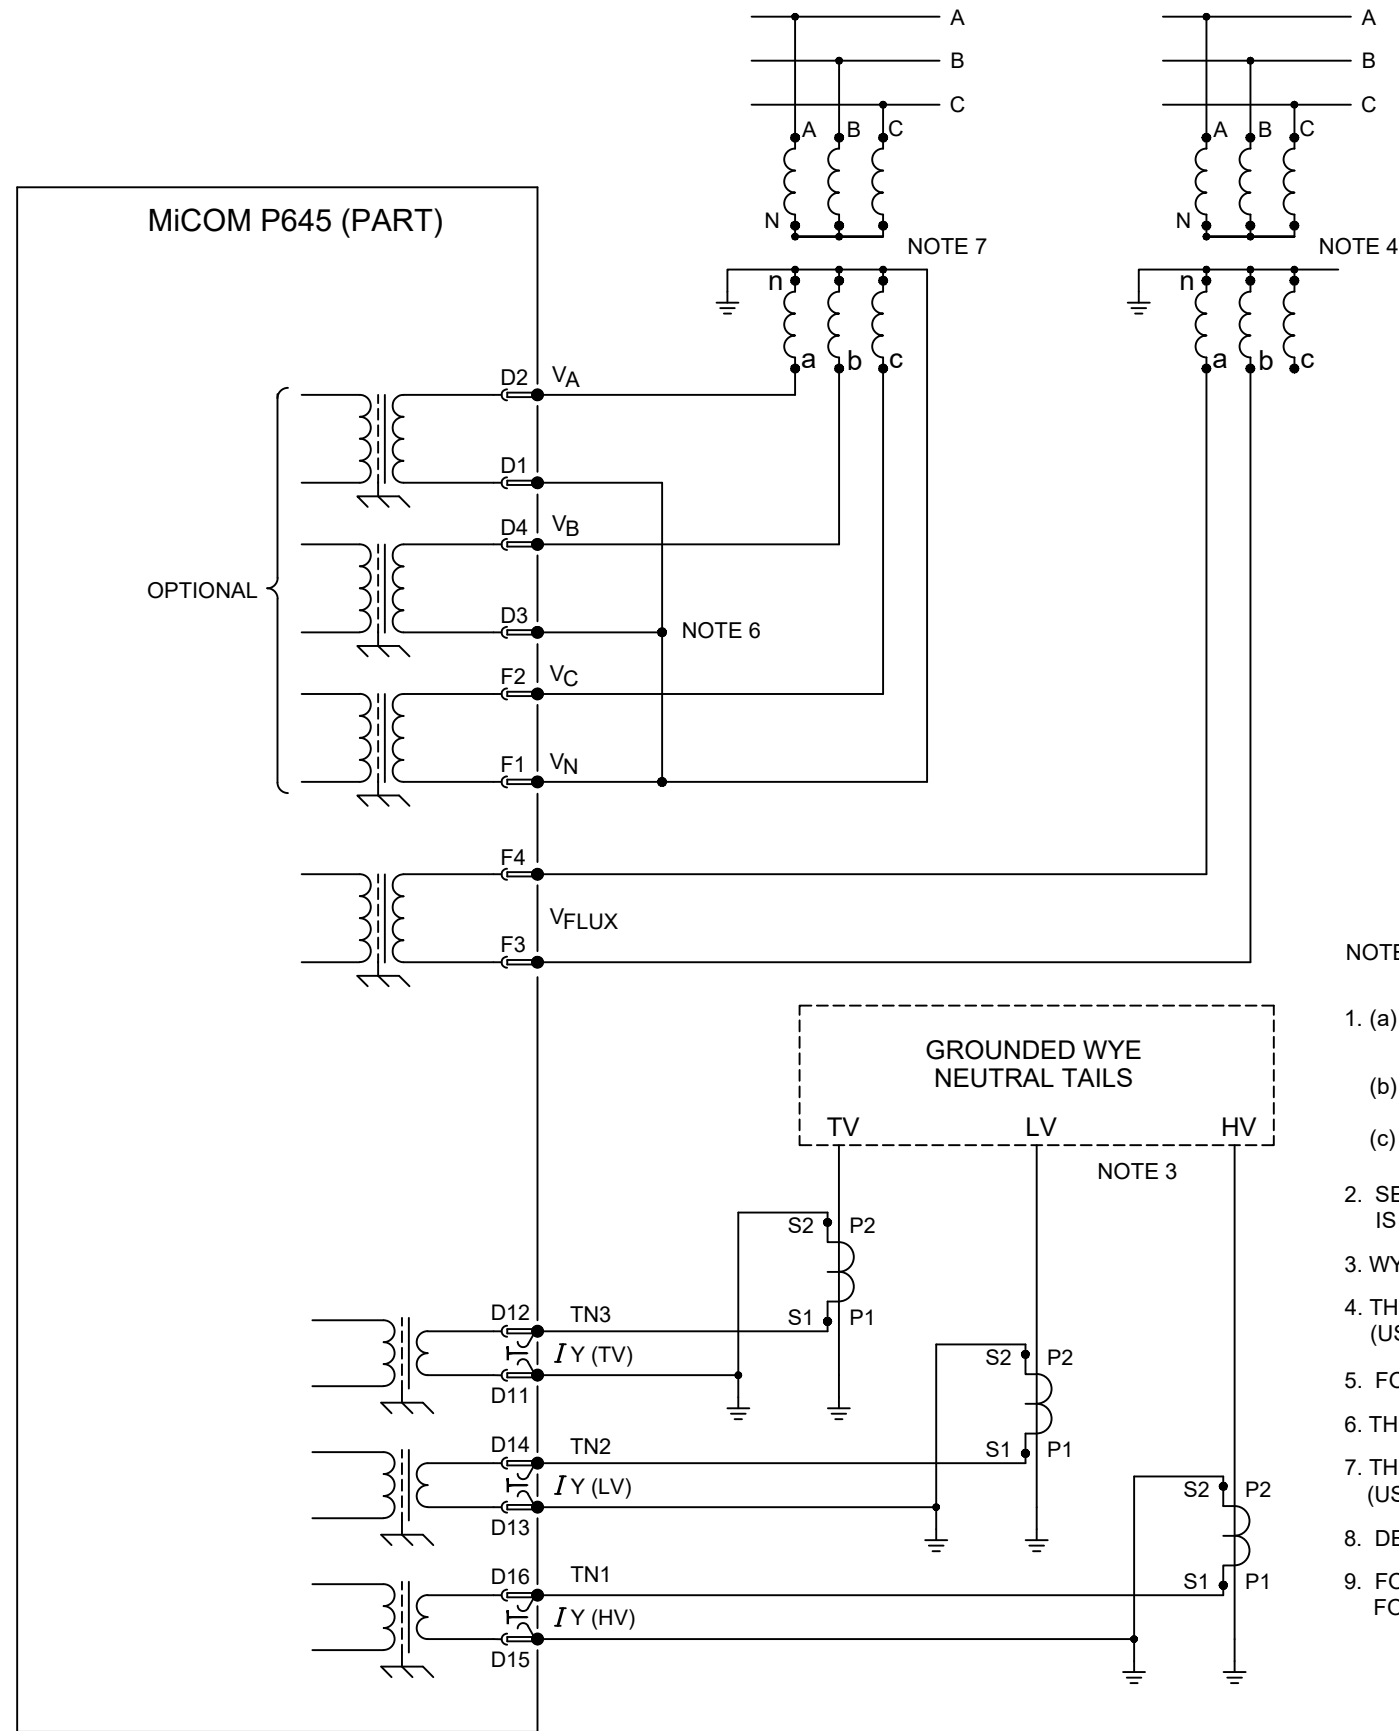 A
B
C
A
B
C
A
B
C
A
B
C
MiCOM P645 (PART)
N
NOTE 7
N
NOTE 4
n
n
a
b
c
a
b
c
D2
VA
D1
D4
VB
OPTIONAL
D3
NOTE 6
F2
VC
F1
VN
F4
VFLUX
F3
NOTE
GROUNDED WYE
NEUTRAL TAILS
TV
LV
HV
NOTE 3
1. (a)
(b)
(c)
2. SE
IS
3. WY
4. TH
(US
5. FO
6. TH
7. TH
(US
8. DE
9. FO
FO
S2
P2
S1
P1
D12
TN3
I Y (TV)
D11
S2
P2
S1
P1
D14
TN2
I Y (LV)
D13
S2
P2
S1
P1
D16
TN1
I Y (HV)
D15